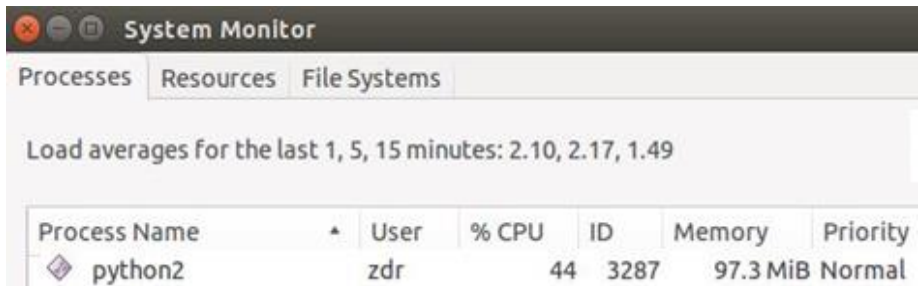 System Monitor
Processes Resources File Systems
Load averages for the last 1, 5, 15 minutes: 2.10, 2.17, 1.49
Process Name User % CPU ID Memory Priority
python2 zdr 44 3287 97.3 MiB Normal